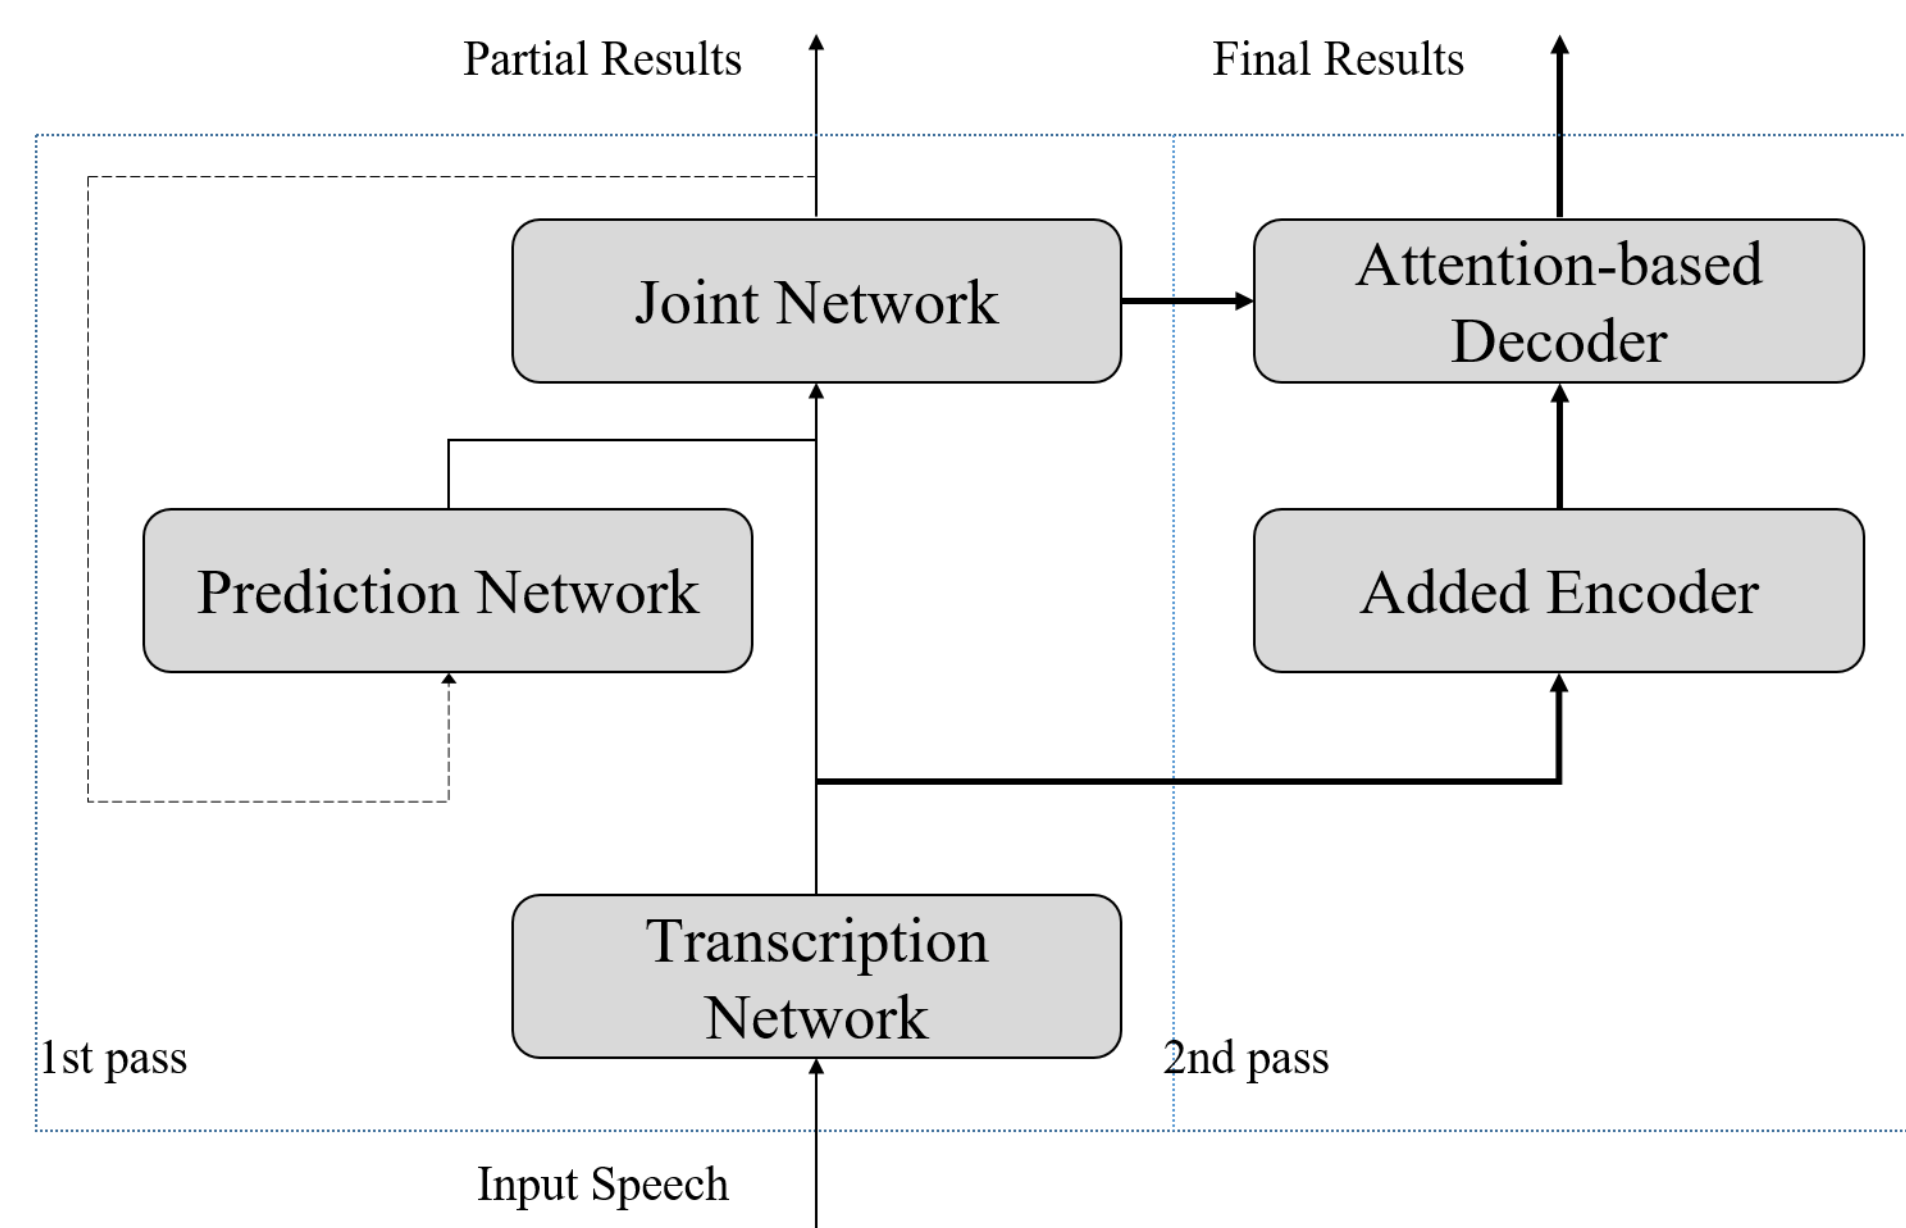 Partial Results
Final Results
Joint Network
Attention-based
Decoder
Prediction Network
Added Encoder
Transcription
Network
1st pass
2nd pass
Input Speech